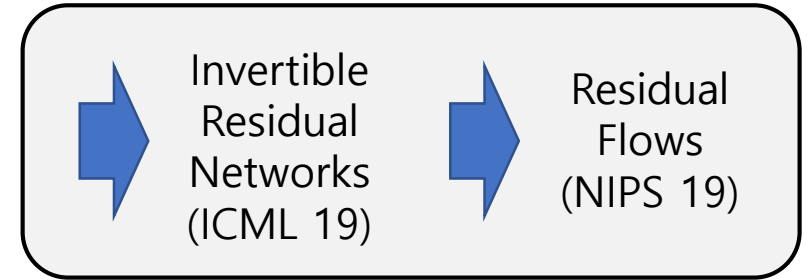 Invertible
Residual
Networks
(ICML 19)
Residual
Flows
(NIPS 19)